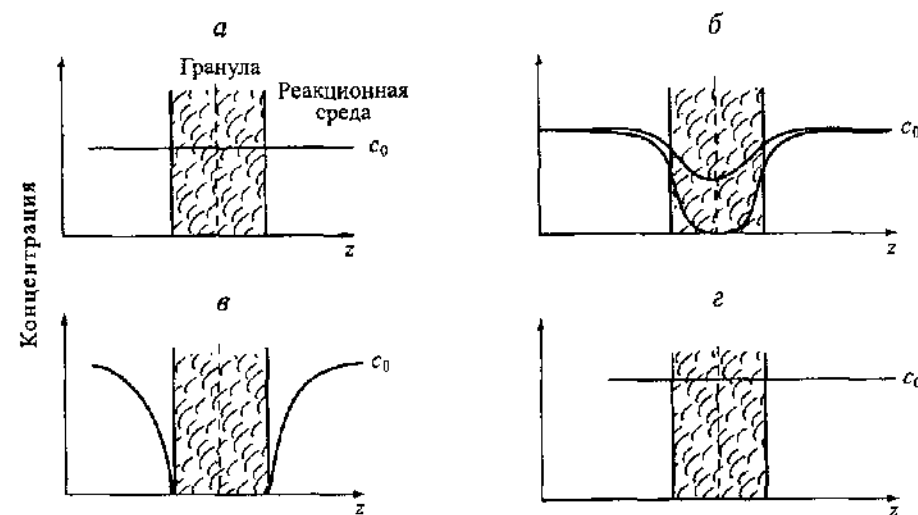 а
Гранула
Реакционная
среда
c₀
z
б
c₀
z
Концентрация
в
c₀
z
г
c₀
z